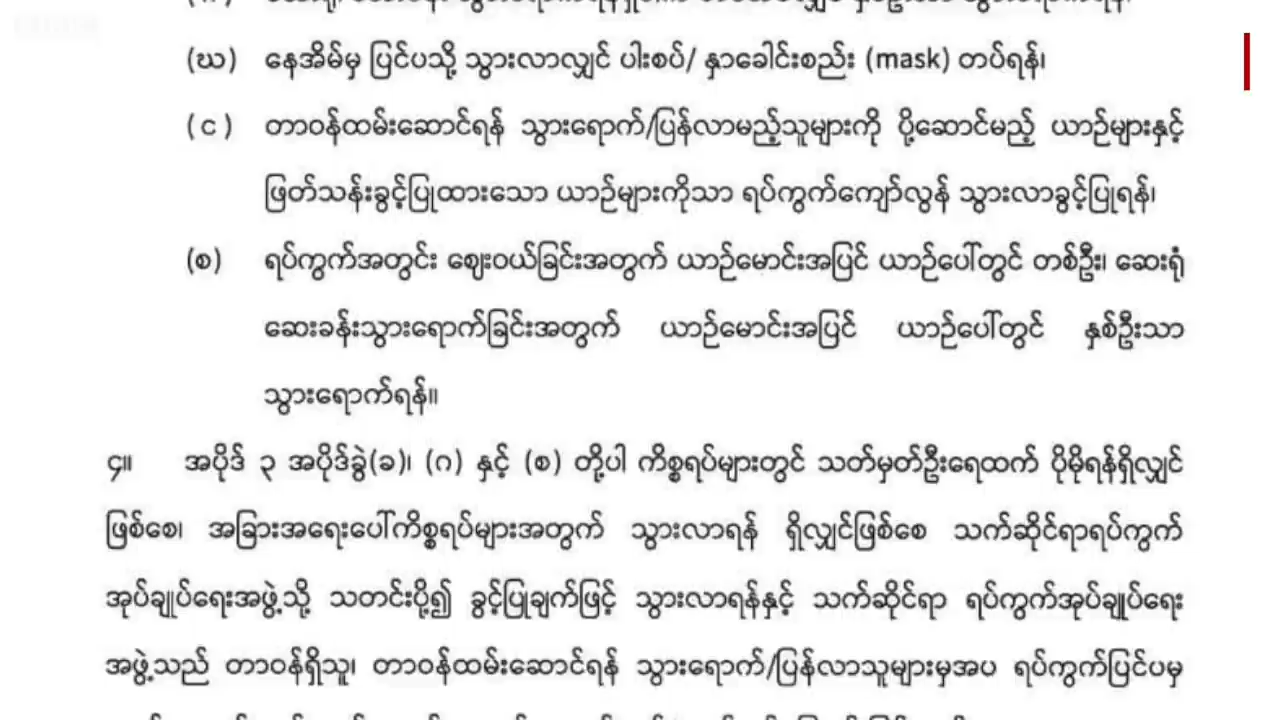 (ဃ) နေအိမ်မှ ပြင်ပသို့ သွားလာလျှင် ပါးစပ်/ နှာခေါင်းစည်း (mask) တပ်ရန်၊
(င) တာဝန်ထမ်းဆောင်ရန် သွားရောက်/ပြန်လာမည့်သူများကို ပို့ဆောင်မည့် ယာဉ်များနှင့်
ဖြတ်သန်းခွင့်ပြုထားသော ယာဉ်များကိုသာ ရပ်ကွက်ကျော်လွန် သွားလာခွင့်ပြုရန်၊
(စ) ရပ်ကွက်အတွင်း ဈေးဝယ်ခြင်းအတွက် ယာဉ်မောင်းအပြင် ယာဉ်ပေါ်တွင် တစ်ဦး၊ ဆေးရုံ
ဆေးခန်းသွားရောက်ခြင်းအတွက် ယာဉ်မောင်းအပြင် ယာဉ်ပေါ်တွင် နှစ်ဦးသာ
သွားရောက်ရန်။
၄။ အပိုဒ် ၃ အပိုဒ်ခွဲ(ခ)၊ (ဂ) နှင့် (စ) တို့ပါ ကိစ္စရပ်များတွင် သတ်မှတ်ဦးရေထက် ပိုမိုရန်ရှိလျှင်
ဖြစ်စေ၊ အခြားအရေးပေါ်ကိစ္စရပ်များအတွက် သွားလာရန် ရှိလျှင်ဖြစ်စေ သက်ဆိုင်ရာရပ်ကွက်
အုပ်ချုပ်ရေးအဖွဲ့သို့ သတင်းပို့၍ ခွင့်ပြုချက်ဖြင့် သွားလာရန်နှင့် သက်ဆိုင်ရာ ရပ်ကွက်အုပ်ချုပ်ရေး
အဖွဲ့သည် တာဝန်ရှိသူ၊ တာဝန်ထမ်းဆောင်ရန် သွားရောက်/ပြန်လာသူများမှအပ ရပ်ကွက်ပြင်ပမှ